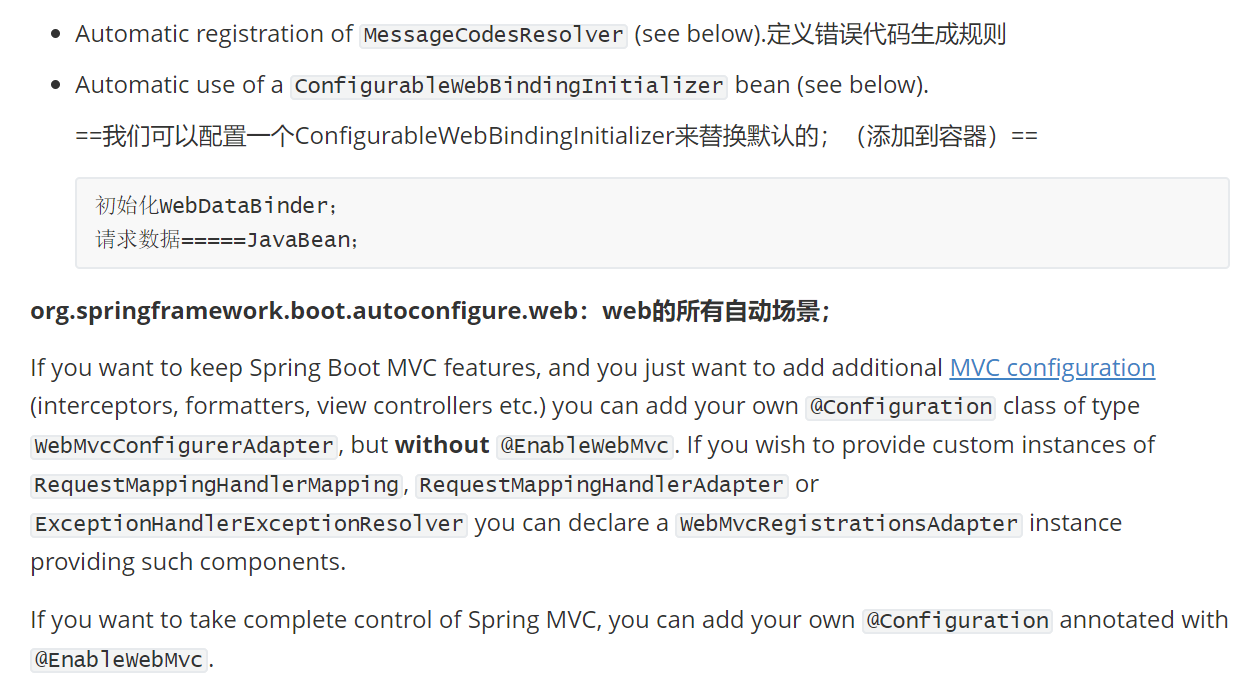 Automatic registration of MessageCodesResolver (see below).定义错误代码生成规则
Automatic use of a ConfigurableWebBindingInitializer bean (see below).
==我们可以配置一个ConfigurableWebBindingInitializer来替换默认的；（添加到容器）==
初始化WebDataBinder；
请求数据=====JavaBean；
org.springframework.boot.autoconfigure.web：web的所有自动场景；
If you want to keep Spring Boot MVC features, and you just want to add additional MVC configuration
(interceptors, formatters, view controllers etc.) you can add your own @Configuration class of type
WebMvcConfigurerAdapter, but without @EnableWebMvc. If you wish to provide custom instances of
RequestMappingHandlerMapping, RequestMappingHandlerAdapter or
ExceptionHandlerExceptionResolver you can declare a WebMvcRegistrationsAdapter instance
providing such components.
If you want to take complete control of Spring MVC, you can add your own @Configuration annotated with
@EnableWebMvc.